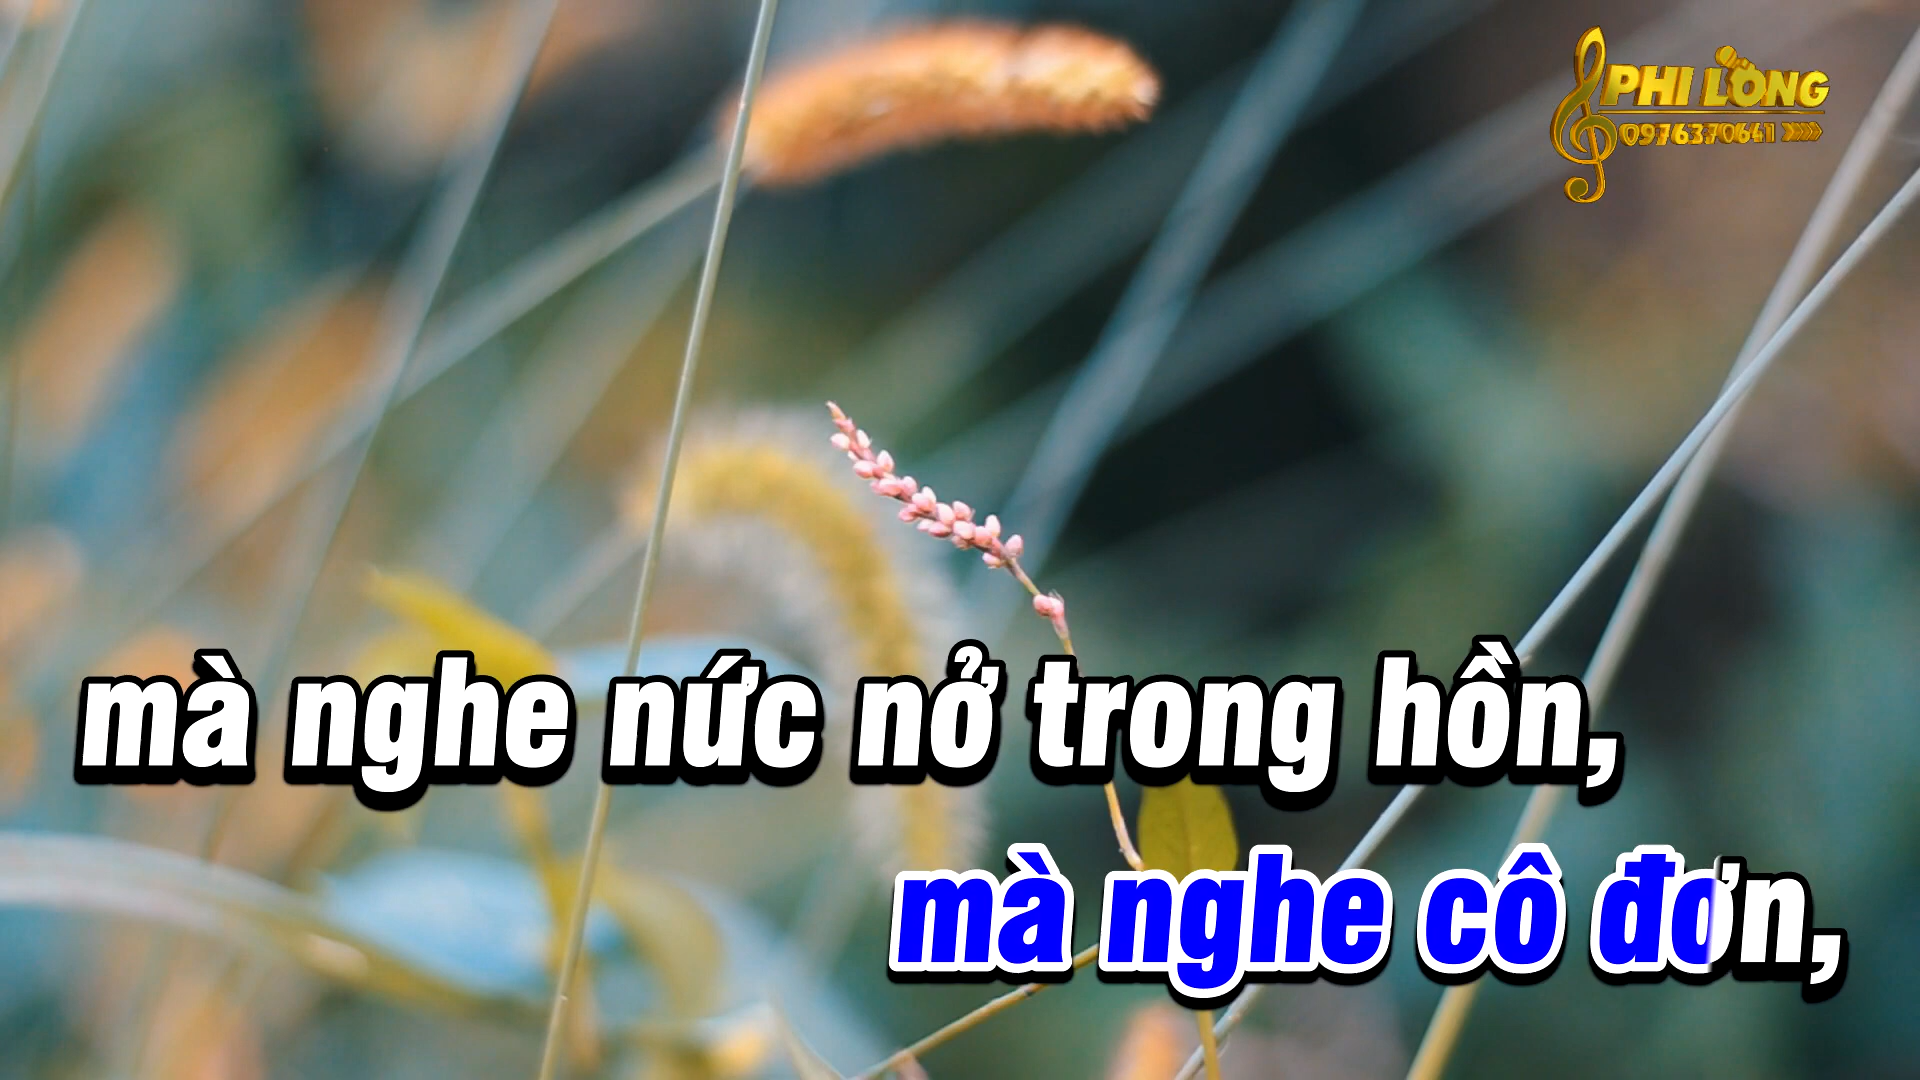 PHI LONG
0976370641
mà nghe nức nở trong hồn,
mà nghe cô đơn,